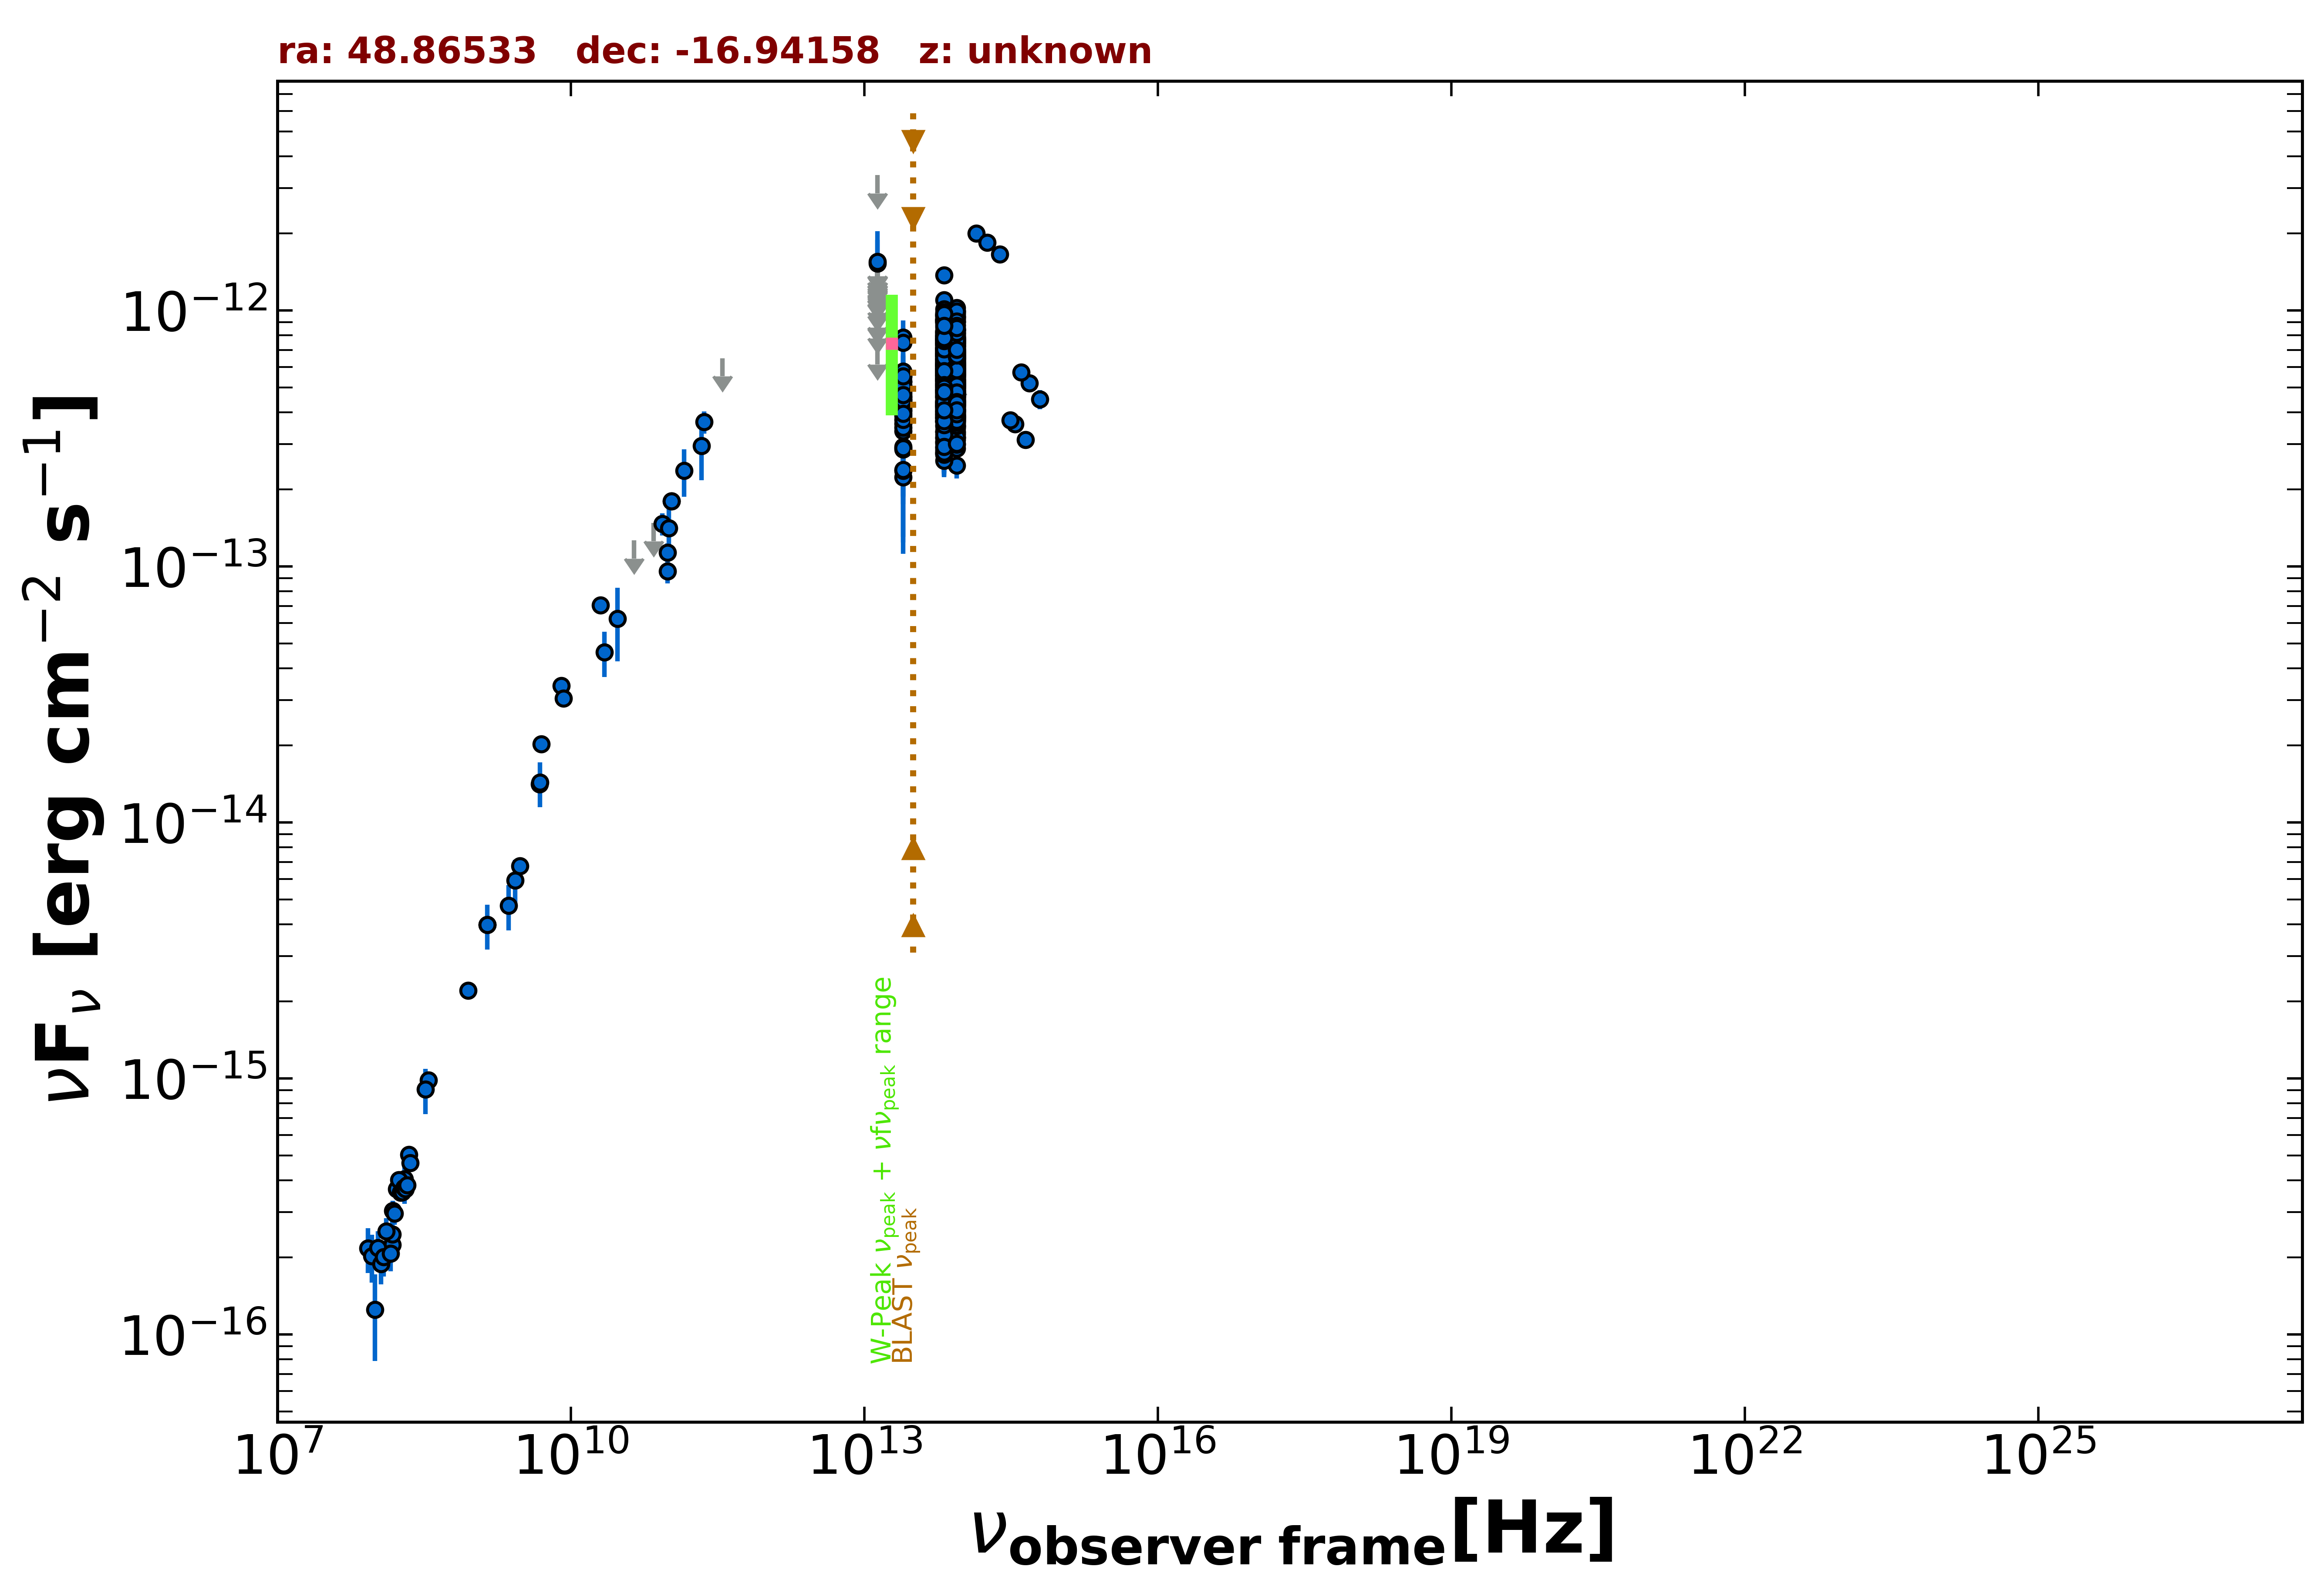 ra: 48.86533 dec: -16.94158 z: unknown
νFν [erg cm−2 s−1]
10−12
10−13
10−14
10−15
10−16
W-Peak νpeak + νfνpeak range
BLAST νpeak
107 1010 1013 1016 1019 1022 1025
νobserver frame[Hz]